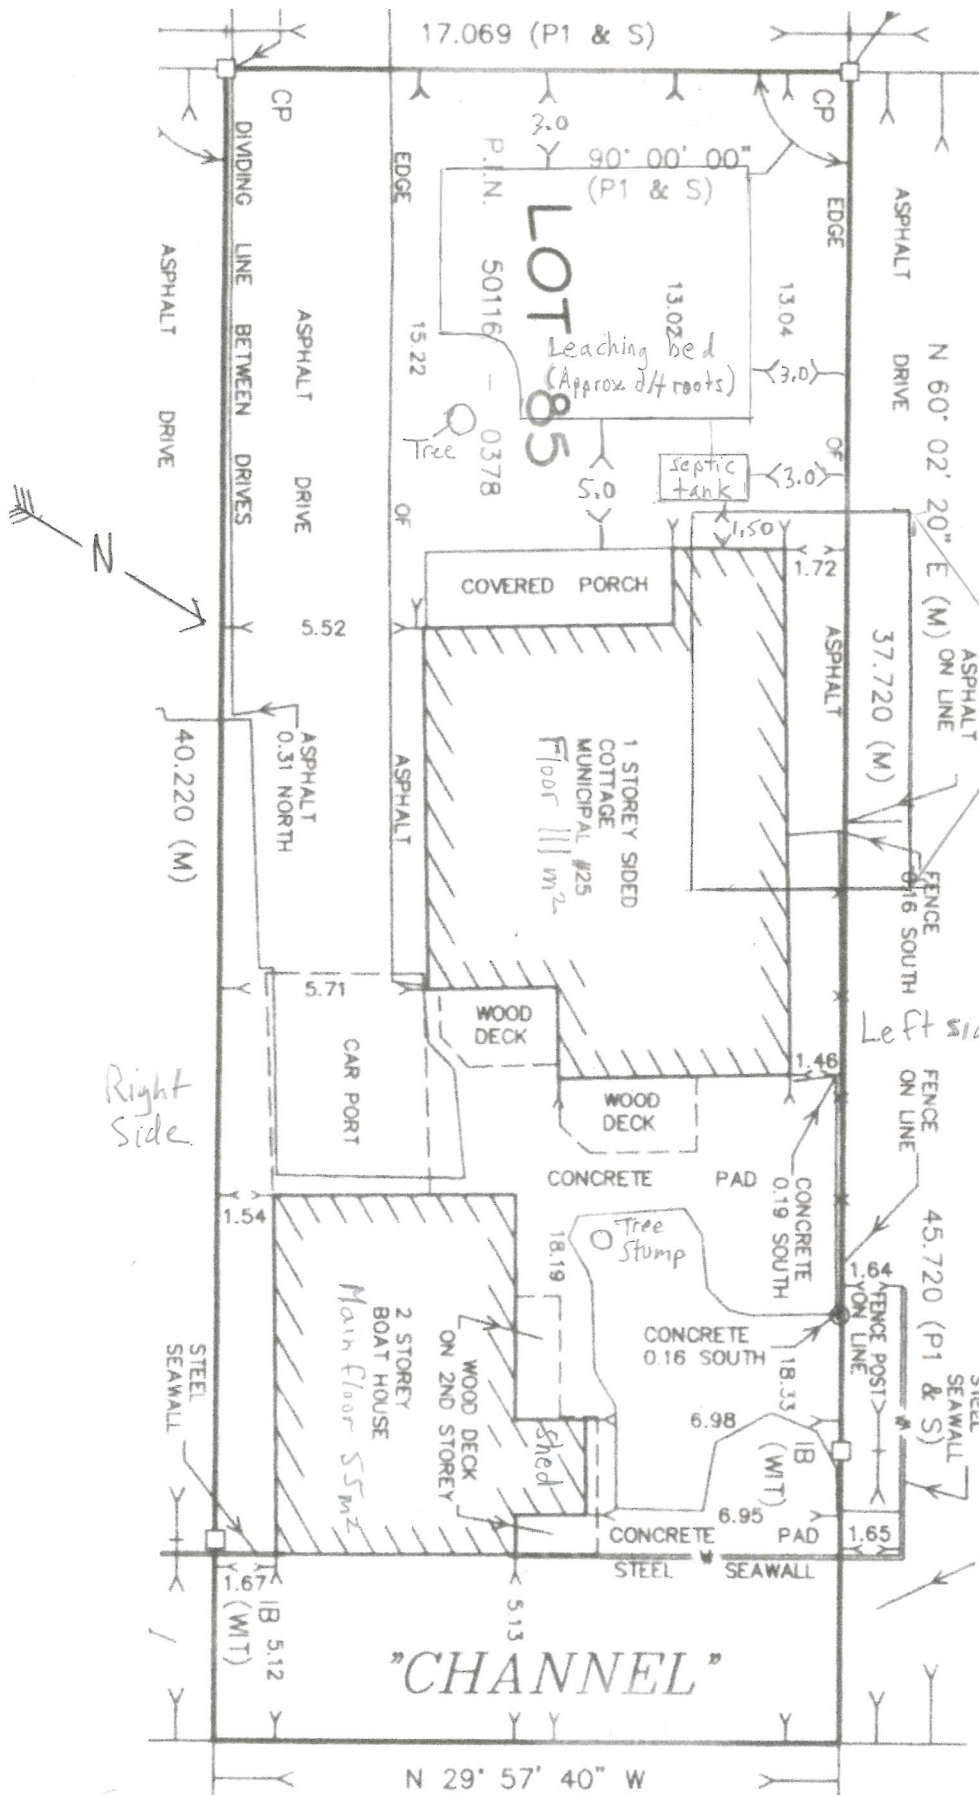 17.069 (P1 & S)
CP
CP
3.0
90° 00' 00"
(P1 & S)
P.I.N. 50116 - 0378
LOT 85
DIVIDING LINE BETWEEN DRIVES
ASPHALT DRIVE
ASPHALT DRIVE
EDGE OF ASPHALT
15.22
13.02
13.04
EDGE OF ASPHALT
ASPHALT DRIVE
N 60° 02' 20" E (M)
37.720 (M)
ASPHALT
ON LINE
Leaching bed
(Approx. d/t roots)
3.0
Tree
5.0
septic
tank
3.0
1.50
N
COVERED PORCH
1.72
5.52
ASPHALT
0.31 NORTH
40.220 (M)
1 STOREY SIDED
COTTAGE
MUNICIPAL #25
Floor 111 m2
FENCE
0.16 SOUTH
5.71
WOOD
DECK
CAR PORT
Left
1.46
WOOD
DECK
FENCE
ON LINE
Right
Side
CONCRETE PAD
CONCRETE
0.19 SOUTH
1.54
Tree
Stump
45.720 (P1 & S)
1.64
18.19
FENCE POST
ON LINE
2 STOREY
BOAT HOUSE
Main floor 55m2
WOOD DECK
ON 2ND STOREY
CONCRETE
0.16 SOUTH
18.33
STEEL
SEAWALL
STEEL
SEAWALL
Shed
6.98
IB
(WIT)
6.95
CONCRETE PAD
1.65
STEEL SEAWALL
1.67
IB
(WIT)
5.12
5.13
"CHANNEL"
N 29° 57' 40" W